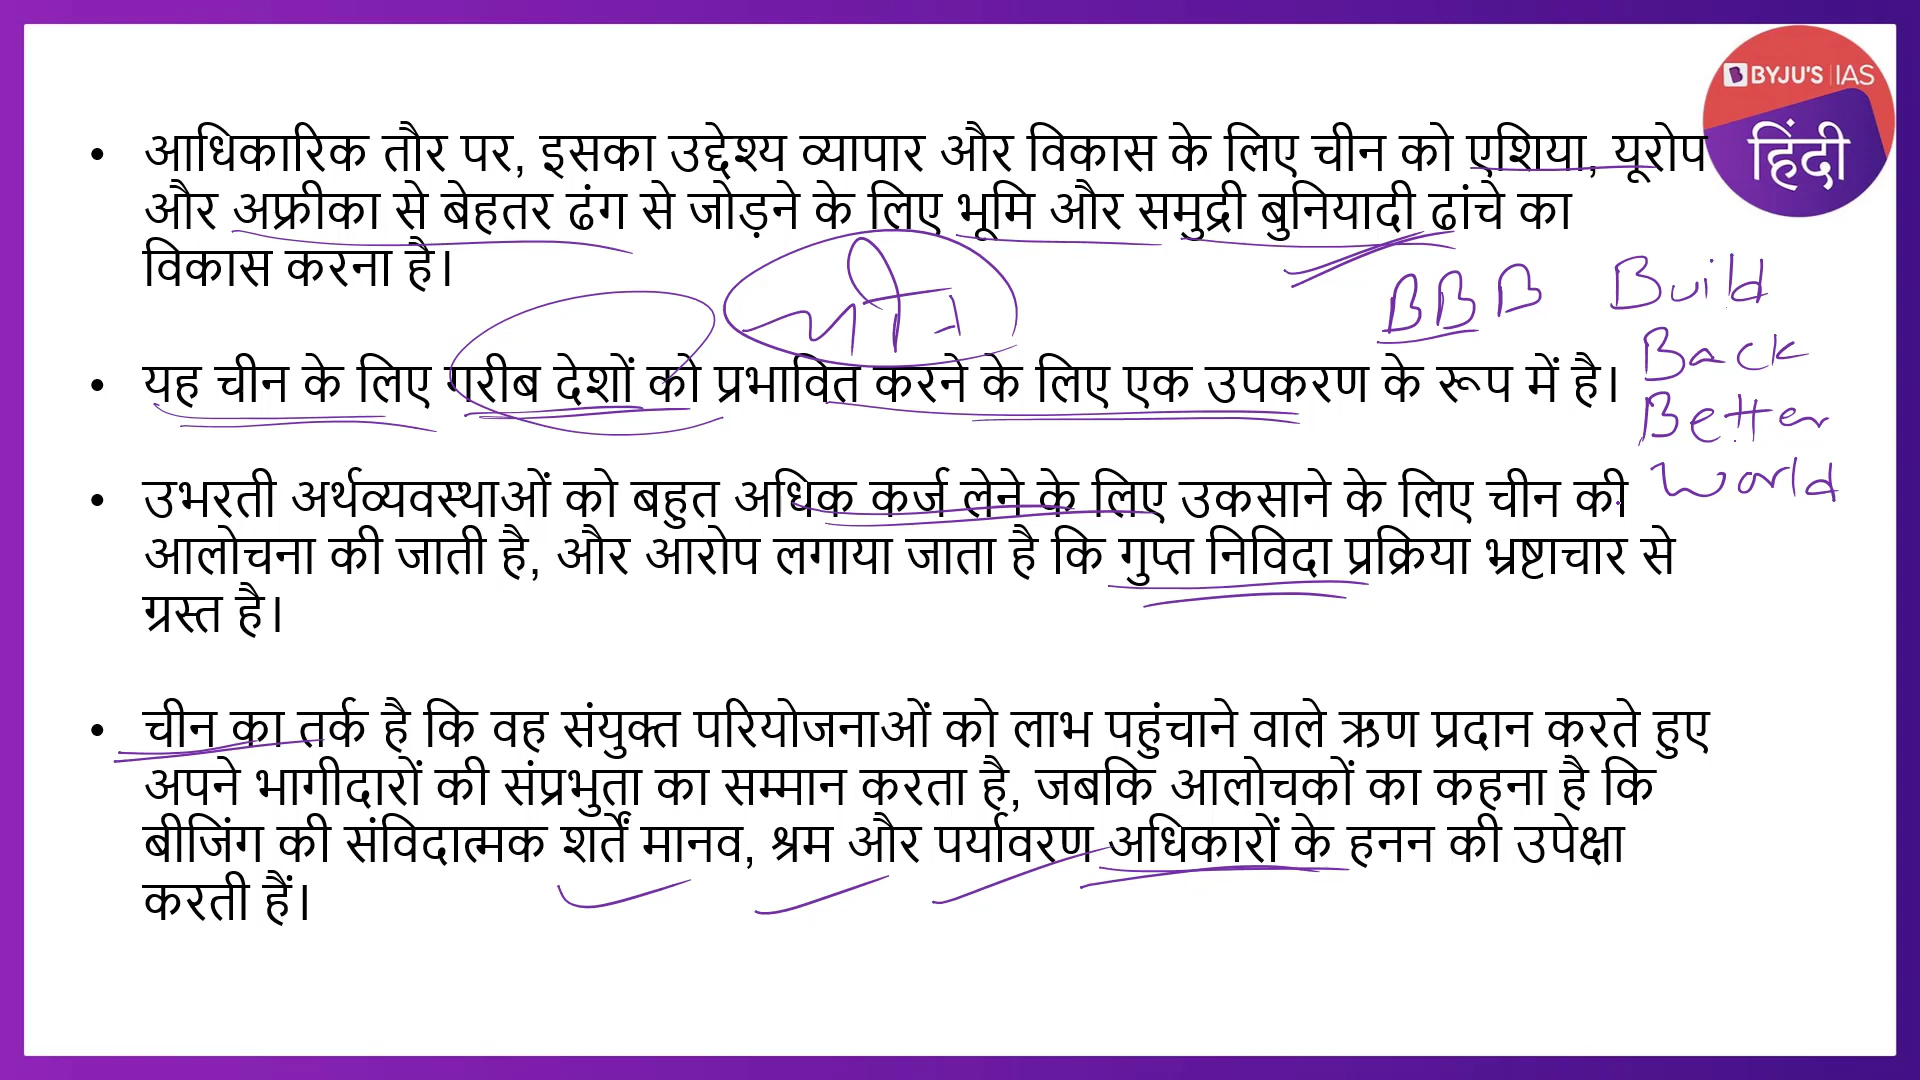 BYJU'S IAS
हिंदी
• आधिकारिक तौर पर, इसका उद्देश्य व्यापार और विकास के लिए चीन को एशिया, यूरोप
और अफ्रीका से बेहतर ढंग से जोड़ने के लिए भूमि और समुद्री बुनियादी ढांचे का
विकास करना है।
BBB Build
Back
Better
World
• यह चीन के लिए गरीब देशों को प्रभावित करने के लिए एक उपकरण के रूप में है।
• उभरती अर्थव्यवस्थाओं को बहुत अधिक कर्ज लेने के लिए उकसाने के लिए चीन की
आलोचना की जाती है, और आरोप लगाया जाता है कि गुप्त निविदा प्रक्रिया भ्रष्टाचार से
ग्रस्त है।
• चीन का तर्क है कि वह संयुक्त परियोजनाओं को लाभ पहुंचाने वाले ऋण प्रदान करते हुए
अपने भागीदारों की संप्रभुता का सम्मान करता है, जबकि आलोचकों का कहना है कि
बीजिंग की संविदात्मक शर्तें मानव, श्रम और पर्यावरण अधिकारों के हनन की उपेक्षा
करती हैं।